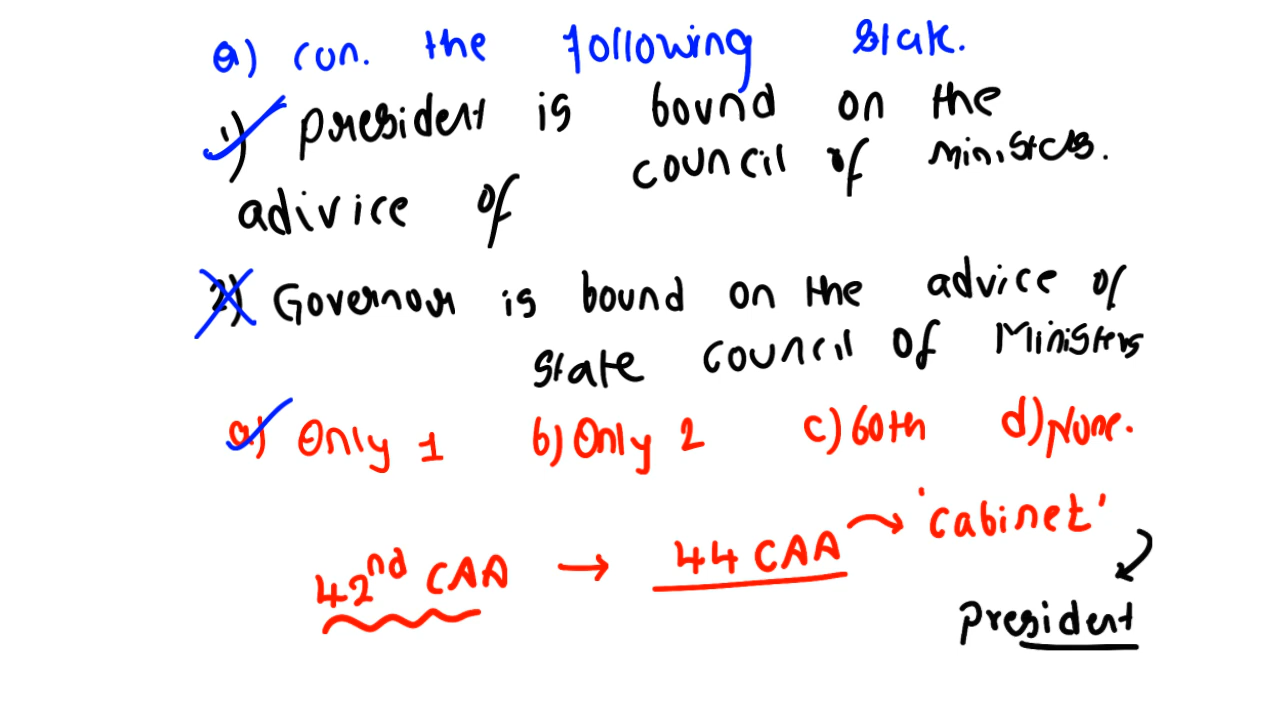 Q) con. the following state.
1) president is bound on the
adivice of council of ministers.
2) Governor is bound on the advice of
state council of Ministers
a) Only 1 b) Only 2 c) both d) None.
42nd CAA → 44 CAA → 'cabinet'
president